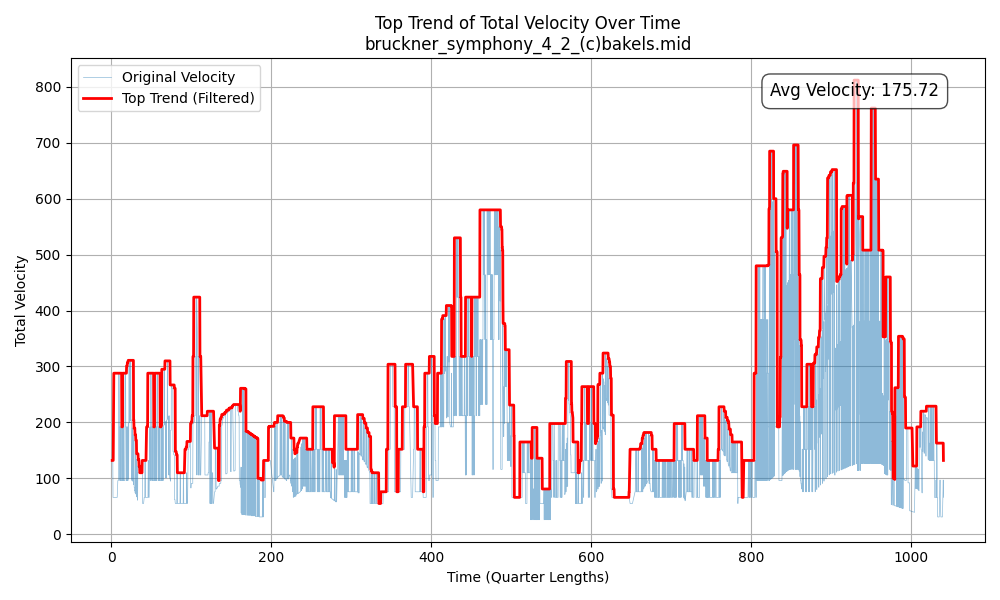 Top Trend of Total Velocity Over Time
bruckner_symphony_4_2_(c)bakels.mid
Original Velocity
Top Trend (Filtered)
Avg Velocity: 175.72
Total Velocity
800
700
600
500
400
300
200
100
0
0 200 400 600 800 1000
Time (Quarter Lengths)